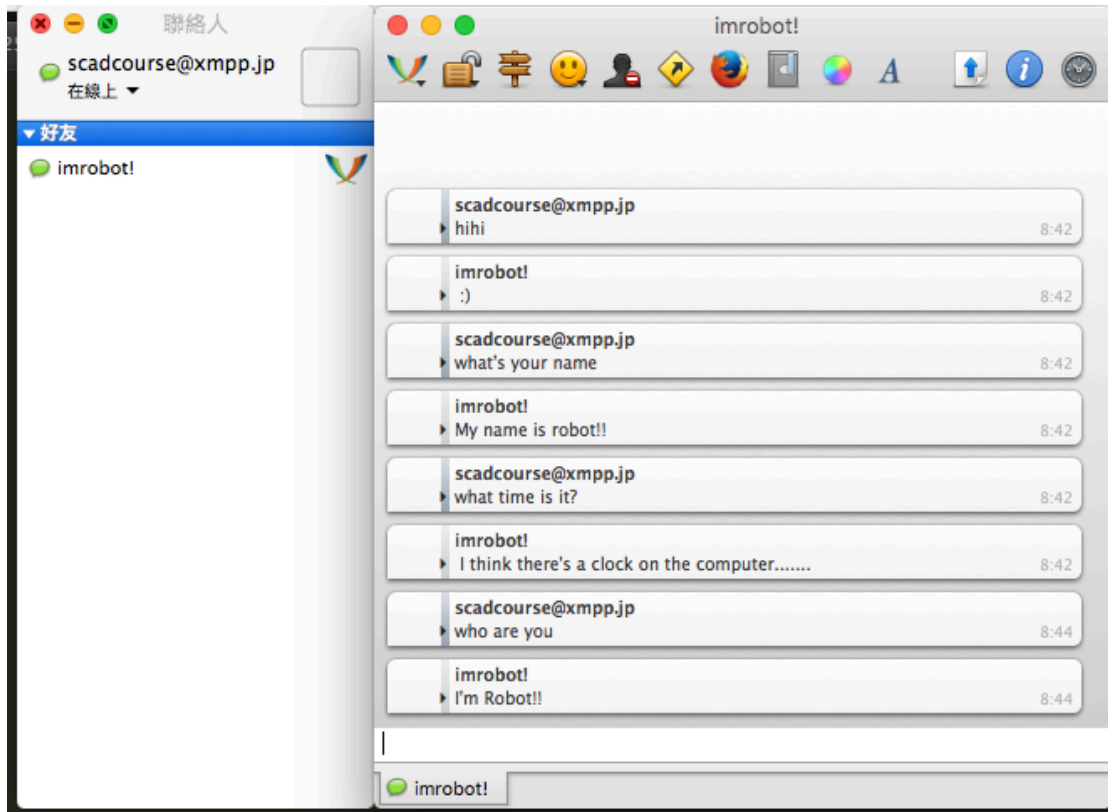 聯絡人
scadcourse@xmpp.jp
在線上
好友
imrobot!
imrobot!
A
scadcourse@xmpp.jp
hihi 8:42
imrobot!
:) 8:42
scadcourse@xmpp.jp
what's your name 8:42
imrobot!
My name is robot!! 8:42
scadcourse@xmpp.jp
what time is it? 8:42
imrobot!
I think there's a clock on the computer....... 8:42
scadcourse@xmpp.jp
who are you 8:44
imrobot!
I'm Robot!! 8:44
imrobot!